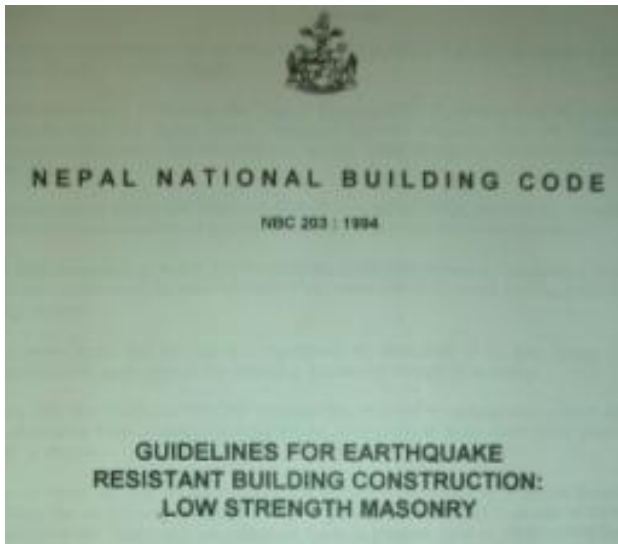 NEPAL NATIONAL BUILDING CODE
NBC 203 : 1994
GUIDELINES FOR EARTHQUAKE
RESISTANT BUILDING CONSTRUCTION:
.LOW STRENGTH MASONRY